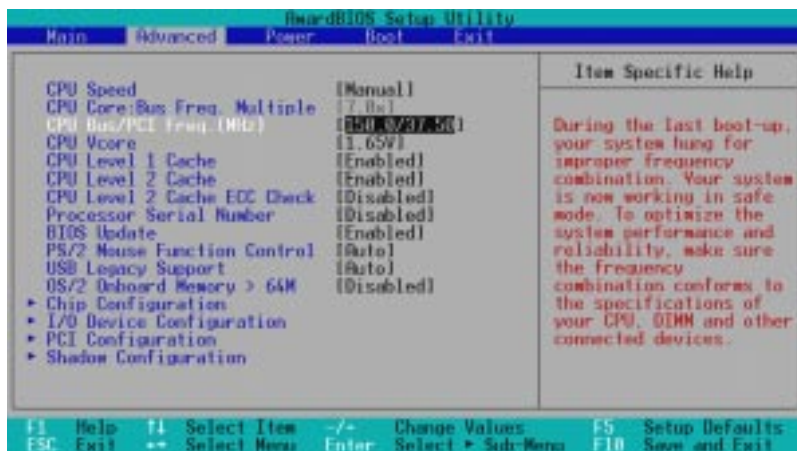 AwardBIOS Setup Utility
Main Advanced Power Boot Exit
Item Specific Help
CPU Speed [Manual]
CPU Core:Bus Freq. Multiple [7.0x]
CPU Bus/PCI Freq.(MHz) [150.0/37.50]
CPU Vcore [1.65V]
CPU Level 1 Cache [Enabled]
CPU Level 2 Cache [Enabled]
CPU Level 2 Cache ECC Check [Disabled]
Processor Serial Number [Disabled]
BIOS Update [Enabled]
PS/2 Mouse Function Control [Auto]
USB Legacy Support [Auto]
OS/2 Onboard Memory > 64M [Disabled]
Chip Configuration
I/O Device Configuration
PCI Configuration
Shadow Configuration
During the last boot-up,
your system hung for
improper frequency
combination. Your system
is now working in safe
mode. To optimize the
system performance and
reliability, make sure
the frequency
combination conforms to
the specifications of
your CPU, DIMM and other
connected devices.
F1 Help ↑↓ Select Item -/+ Change Values F5 Setup Defaults
ESC Exit ←→ Select Menu Enter Select ► Sub-Menu F10 Save and Exit